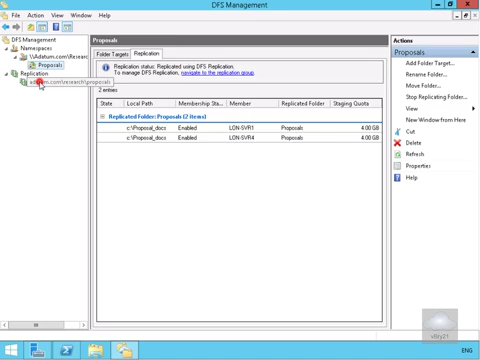 DFS Management
File Action View Window Help
DFS Management
Namespaces
\\Adatum.com\Researc
Proposals
Replication
adatum.com\research\proposals
Proposals
Folder Targets Replication
Replication status: Replicated using DFS Replication.
To manage DFS Replication, navigate to the replication group.
2 entries
State Local Path Membership Sta... Member Replicated Folder Staging Quota
Replicated Folder: Proposals (2 items)
c:\Proposal_docs Enabled LON-SVR1 Proposals 4.00 GB
c:\Proposal_docs Enabled LON-SVR4 Proposals 4.00 GB
Actions
Proposals
Add Folder Target...
Rename Folder...
Move Folder...
Stop Replicating Folder...
View
New Window from Here
Cut
Delete
Refresh
Properties
Help
ENG